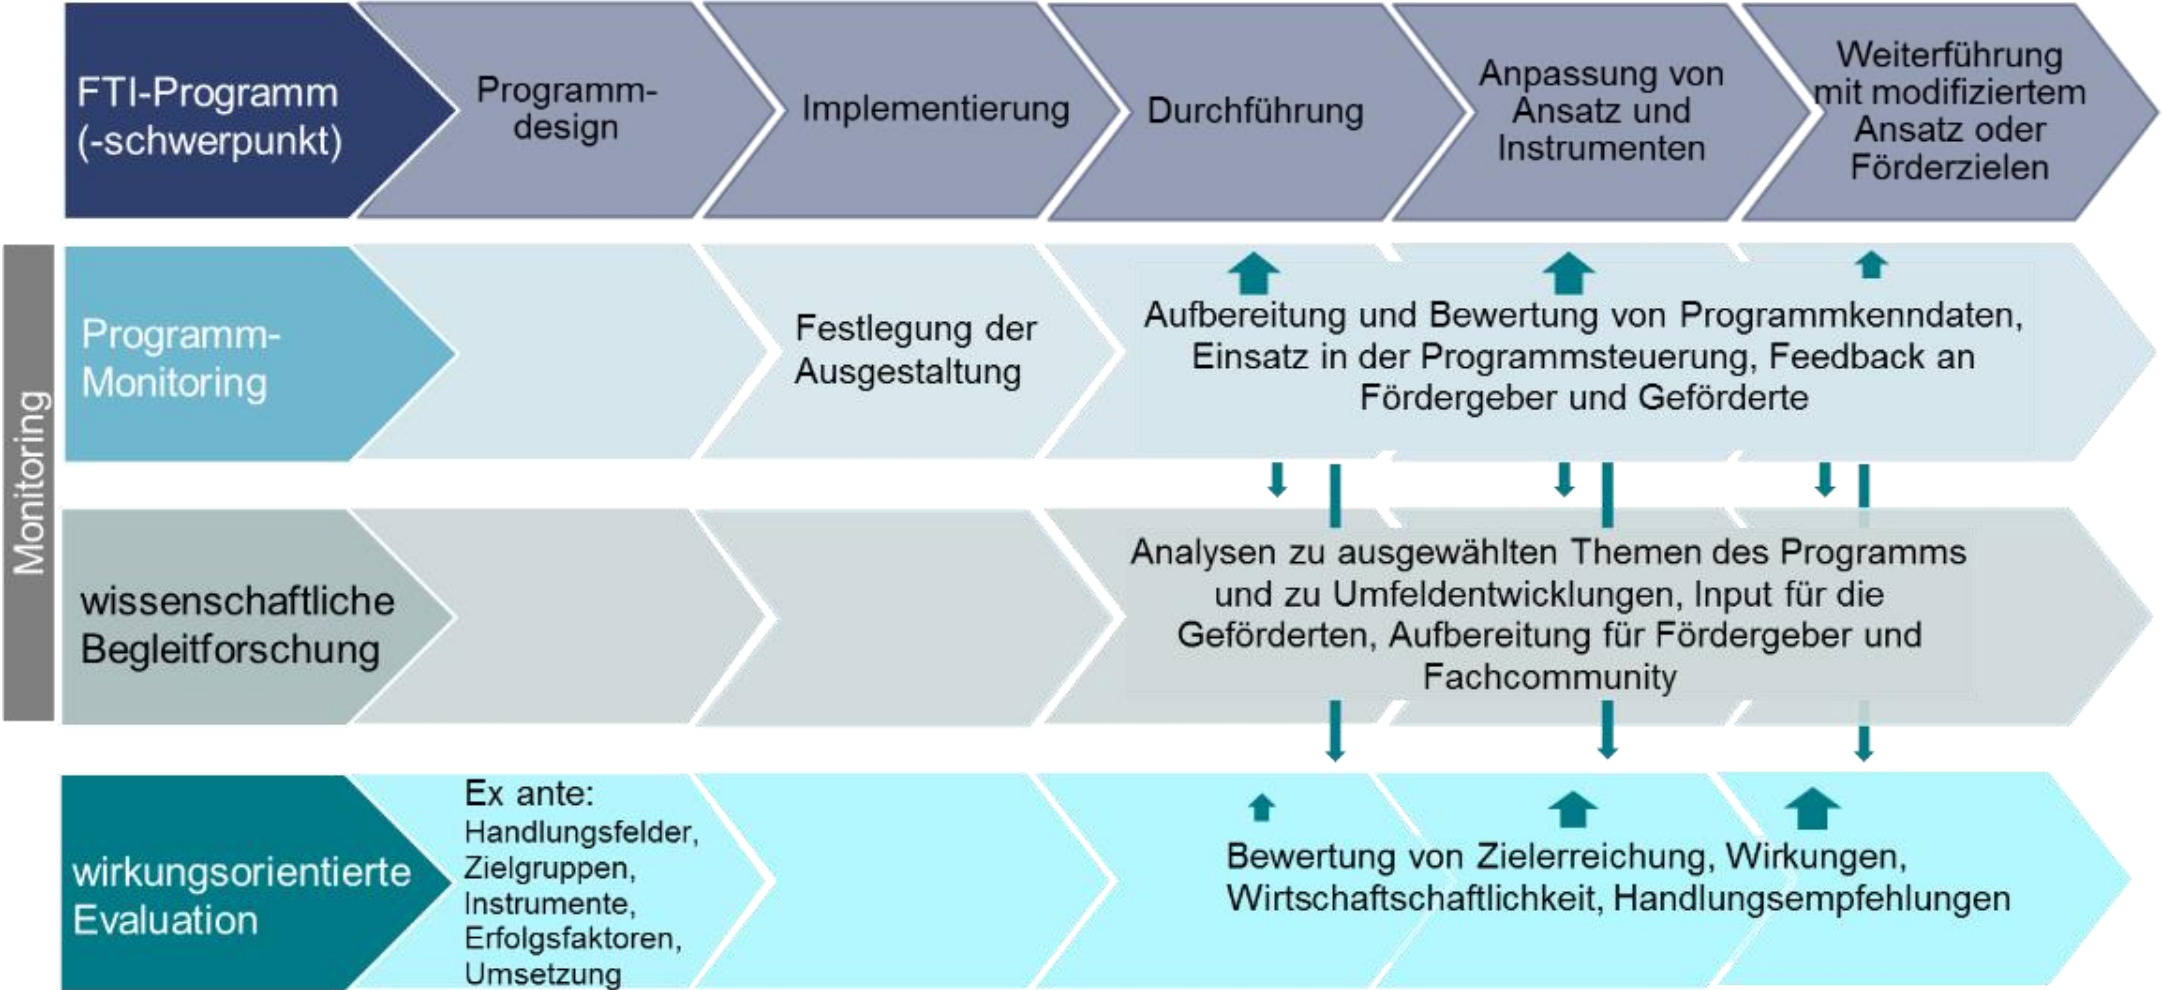 FTI-Programm
(-schwerpunkt)
Programm-
design
Implementierung
Durchführung
Anpassung von
Ansatz und
Instrumenten
Weiterführung
mit modifiziertem
Ansatz oder
Förderzielen
Monitoring
Programm-
Monitoring
Festlegung der
Ausgestaltung
Aufbereitung und Bewertung von Programmkenndaten,
Einsatz in der Programmsteuerung, Feedback an
Fördergeber und Geförderte
wissenschaftliche
Begleitforschung
Analysen zu ausgewählten Themen des Programms
und zu Umfeldentwicklungen, Input für die
Geförderten, Aufbereitung für Fördergeber und
Fachcommunity
wirkungsorientierte
Evaluation
Ex ante:
Handlungsfelder,
Zielgruppen,
Instrumente,
Erfolgsfaktoren,
Umsetzung
Bewertung von Zielerreichung, Wirkungen,
Wirtschaftschaftlichkeit, Handlungsempfehlungen